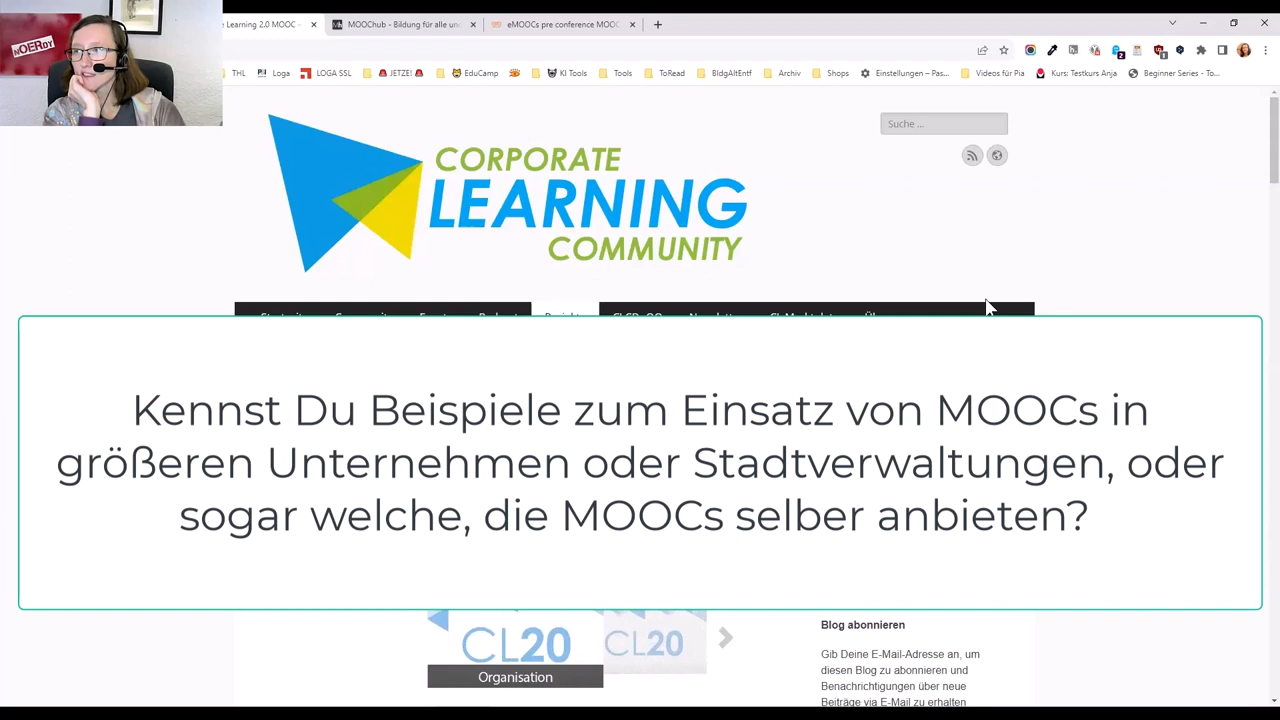 NOERDY
Learning 2.0 MOOC -
MOOChub - Bildung für alle und
eMOOCs pre conference MOOC
THL
Loga
LOGA SSL
JETZE!
EduCamp
KI Tools
Tools
ToRead
BldgAltEntf
Archiv
Shops
Einstellungen – Pas...
Videos für Pia
Kurs: Testkurs Anja
Beginner Series - To...
Suche ...
CORPORATE
LEARNING
COMMUNITY
Kennst Du Beispiele zum Einsatz von MOOCs in
größeren Unternehmen oder Stadtverwaltungen, oder
sogar welche, die MOOCs selber anbieten?
CL20
CL20
Organisation
Blog abonnieren
Gib Deine E-Mail-Adresse an, um
diesen Blog zu abonnieren und
Benachrichtigungen über neue
Beiträge via E-Mail zu erhalten